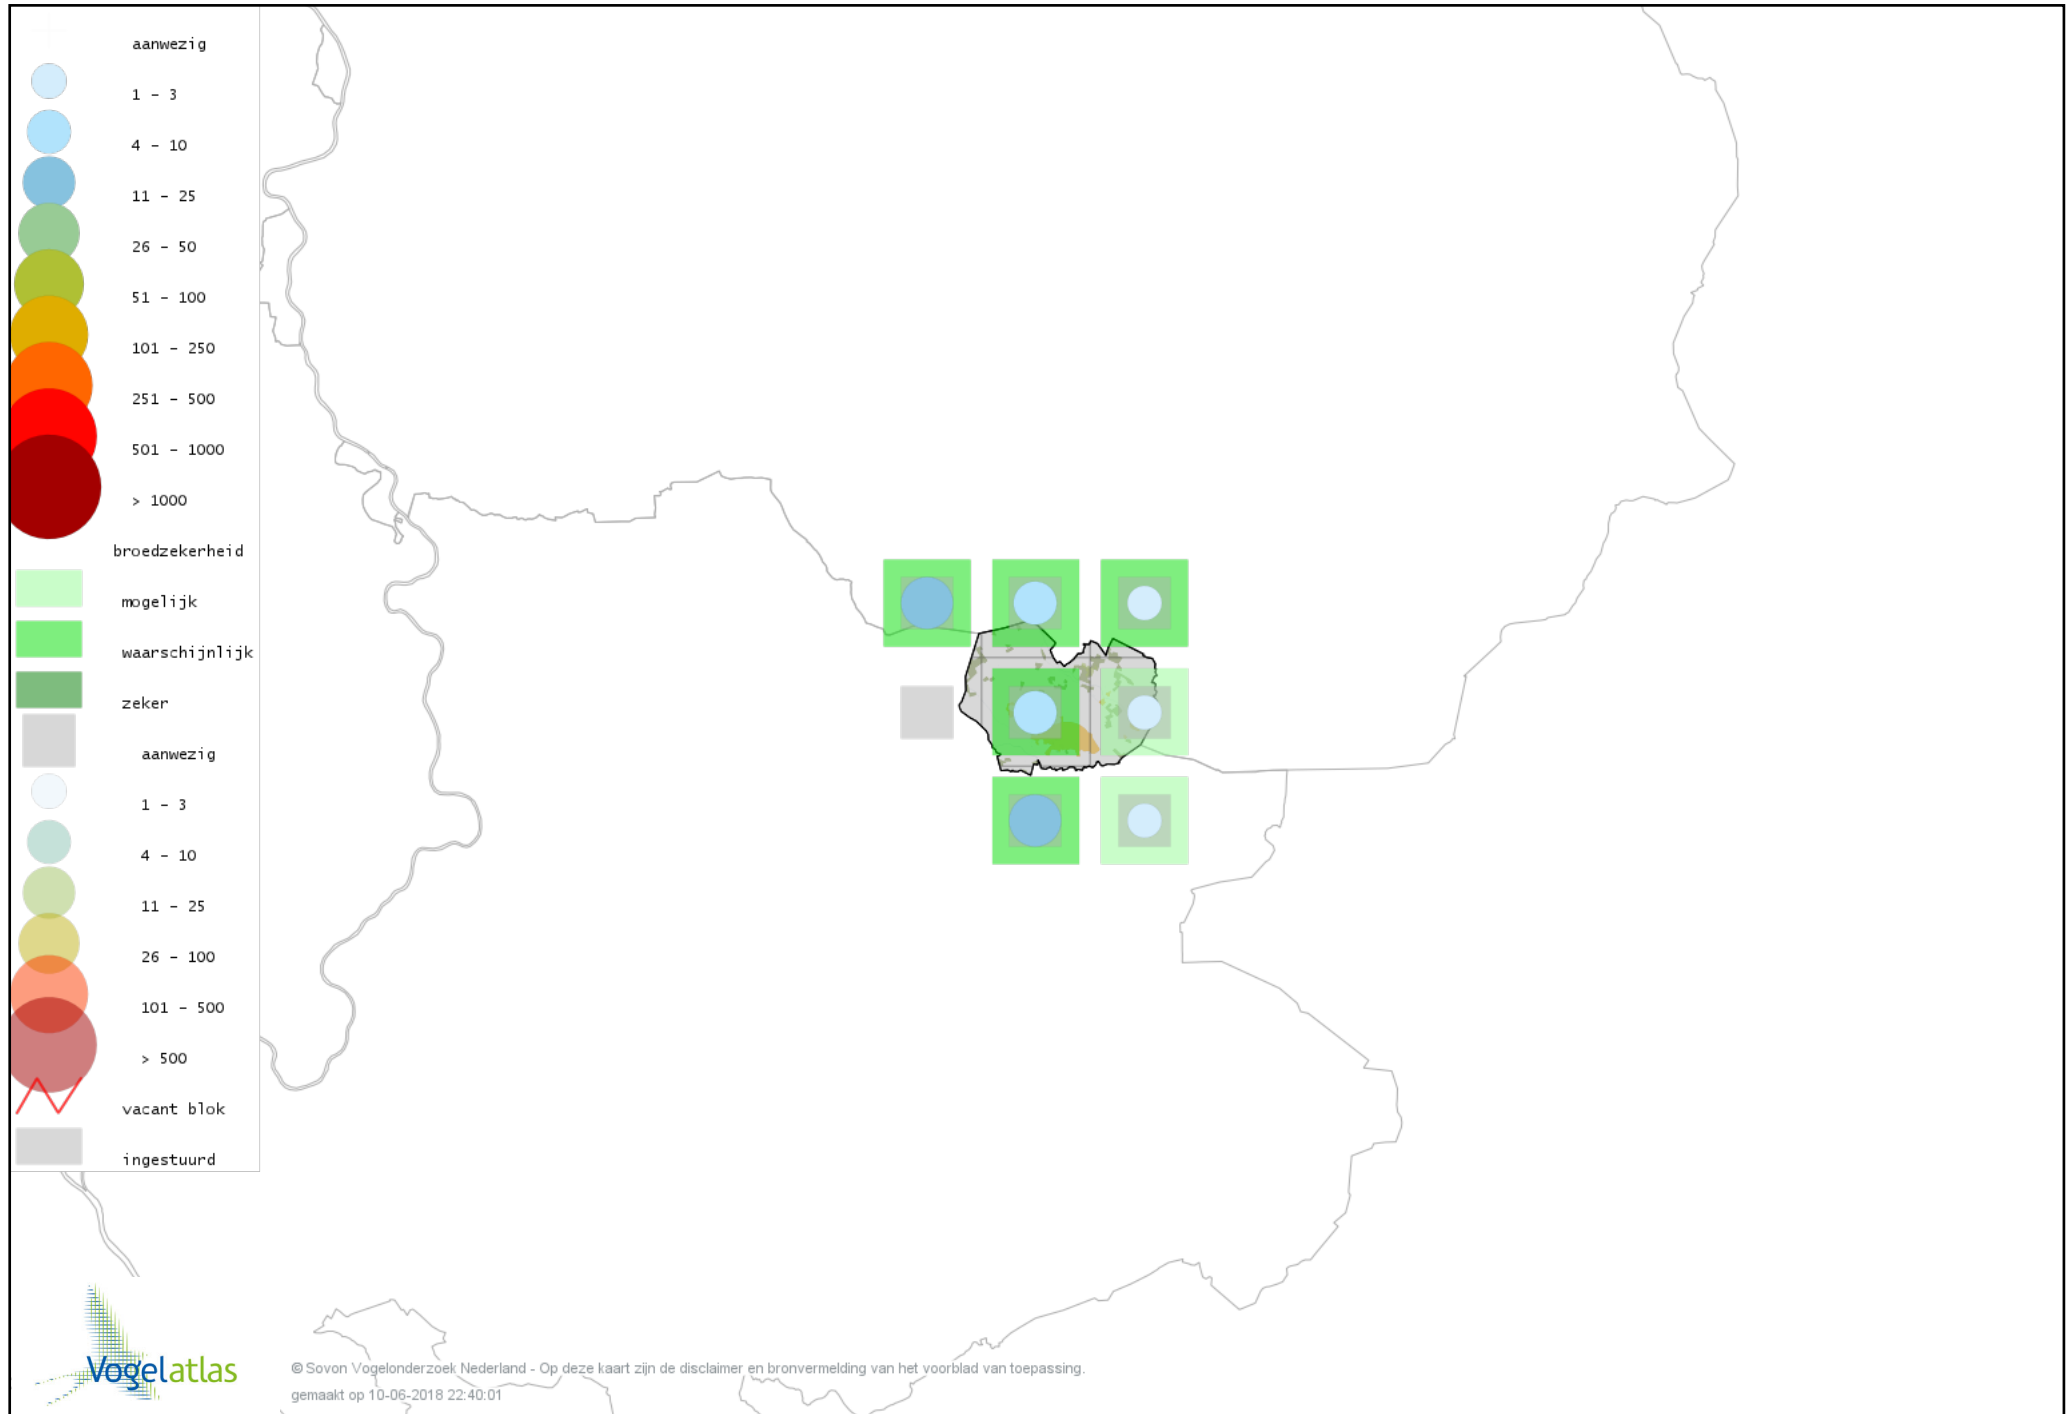 aanwezig
1 - 3
4 - 10
11 - 25
26 - 50
51 - 100
101 - 250
251 - 500
501 - 1000
> 1000
broedzekerheid
mogelijk
waarschijnlijk
zeker
aanwezig
1 - 3
4 - 10
11 - 25
26 - 100
101 - 500
> 500
vacant blok
ingestuurd
Vogelatlas
© Sovon Vogelonderzoek Nederland - Op deze kaart zijn de disclaimer en bronvermelding van het voorblad van toepassing.
gemaakt op 10-06-2018 22:40:01